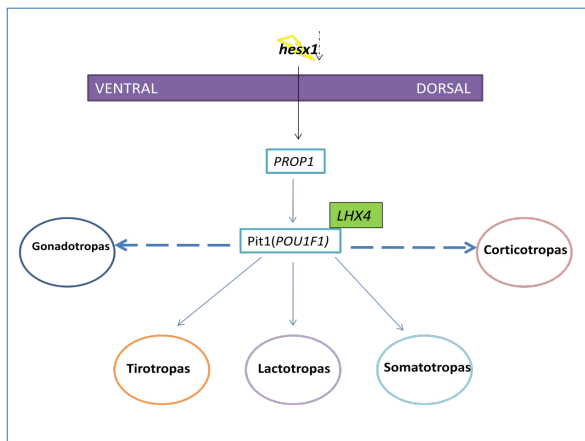 hesx1
VENTRAL DORSAL
PROP1
LHX4
Pit1(POU1F1)
Gonadotropas
Corticotropas
Tirotropas
Lactotropas
Somatotropas